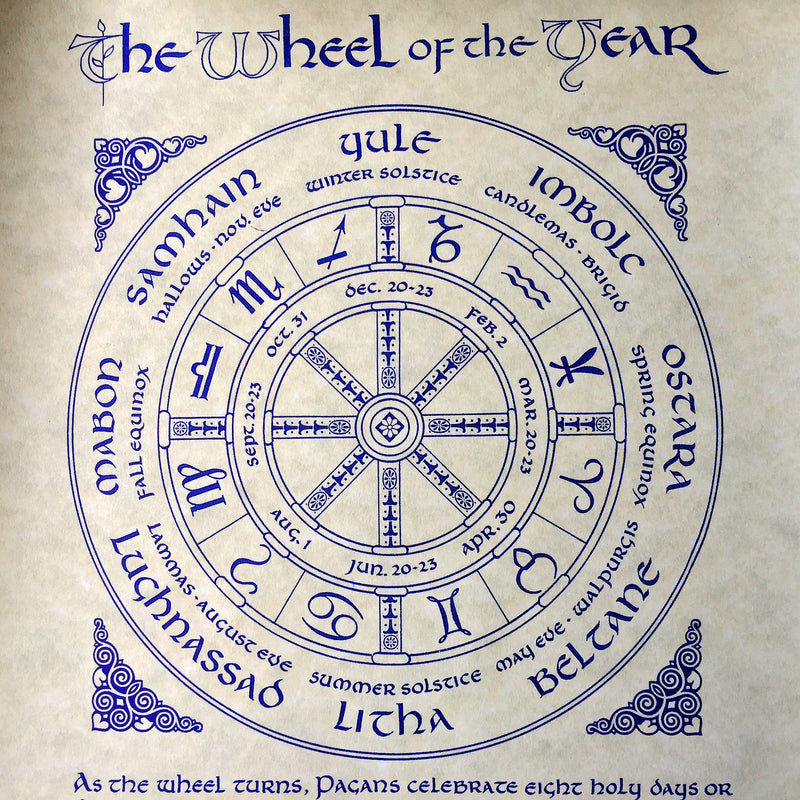 The Wheel of the Year
Yule
Winter Solstice
Imbolc
Candlemas · Brigid
Ostara
Spring Equinox
Beltane
May Eve · Walpurgis
Litha
Summer Solstice
Lughnassad
Lammas · August Eve
Mabon
Fall Equinox
Samhain
Hallows · Nov. Eve
Dec. 20-23
Feb. 2
Mar. 20-23
Apr. 30
Jun. 20-23
Aug. 1
Sept. 20-23
Oct. 31
As the wheel turns, Pagans celebrate eight holy days or